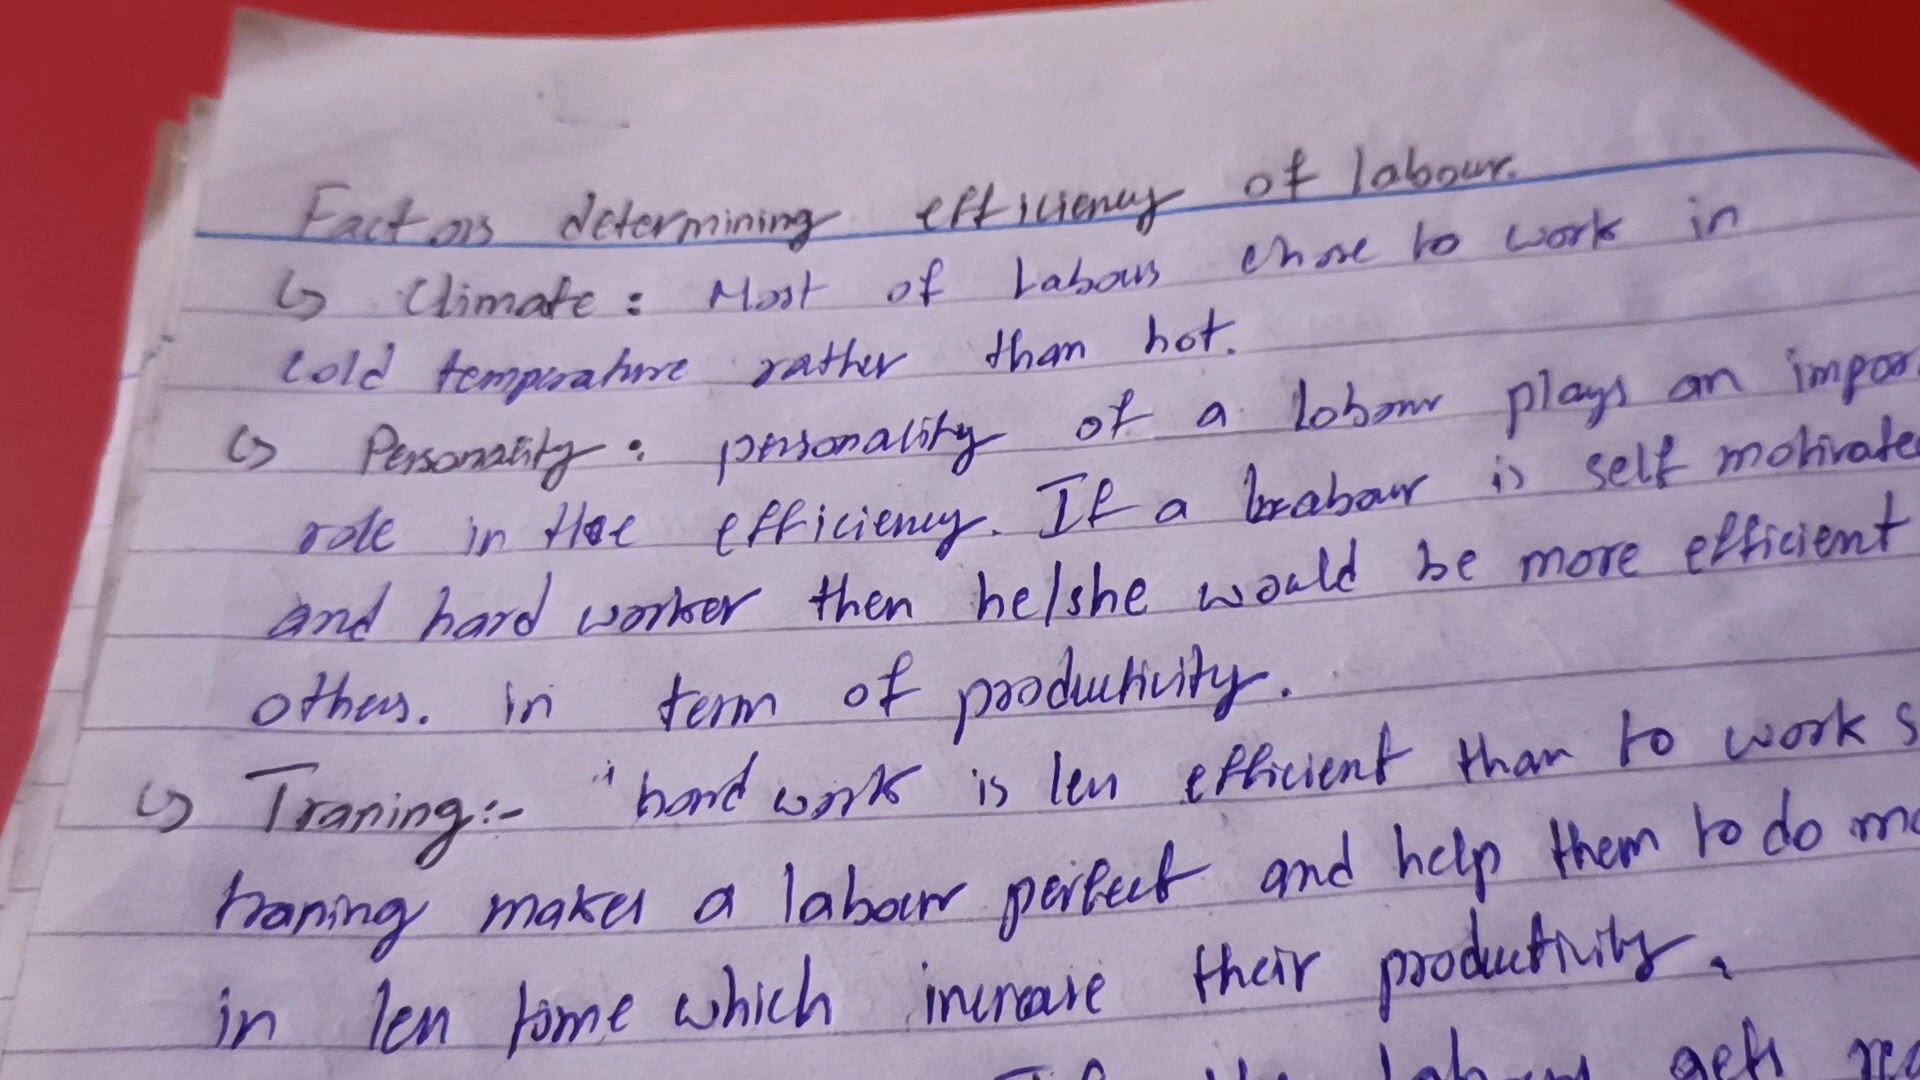 Factors determining efficiency of labour.
↳ Climate: Most of Labours chose to work in
cold temperature rather than hot.
↳ Personality: personality of a labour plays an impor
role in the efficiency. If a labour is self motivate
and hard worker then he/she would be more efficient
others. in term of productivity.
↳ Traning:- "hard work is less efficient than to work s
traning makes a labour perfect and help them to do mo
in less time which increase their productivity.
gets